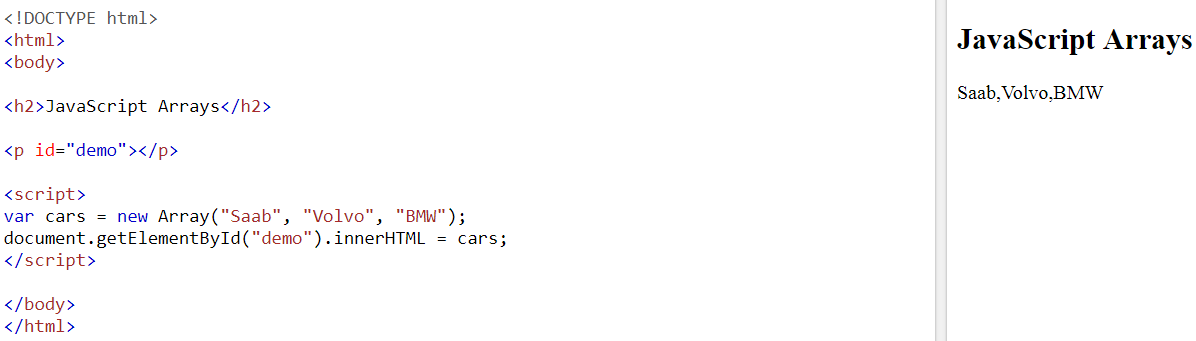 <!DOCTYPE html>
<html>
<body>
<h2>JavaScript Arrays</h2>
<p id="demo"></p>
<script>
var cars = new Array("Saab", "Volvo", "BMW");
document.getElementById("demo").innerHTML = cars;
</script>
</body>
</html>
JavaScript Arrays
Saab,Volvo,BMW